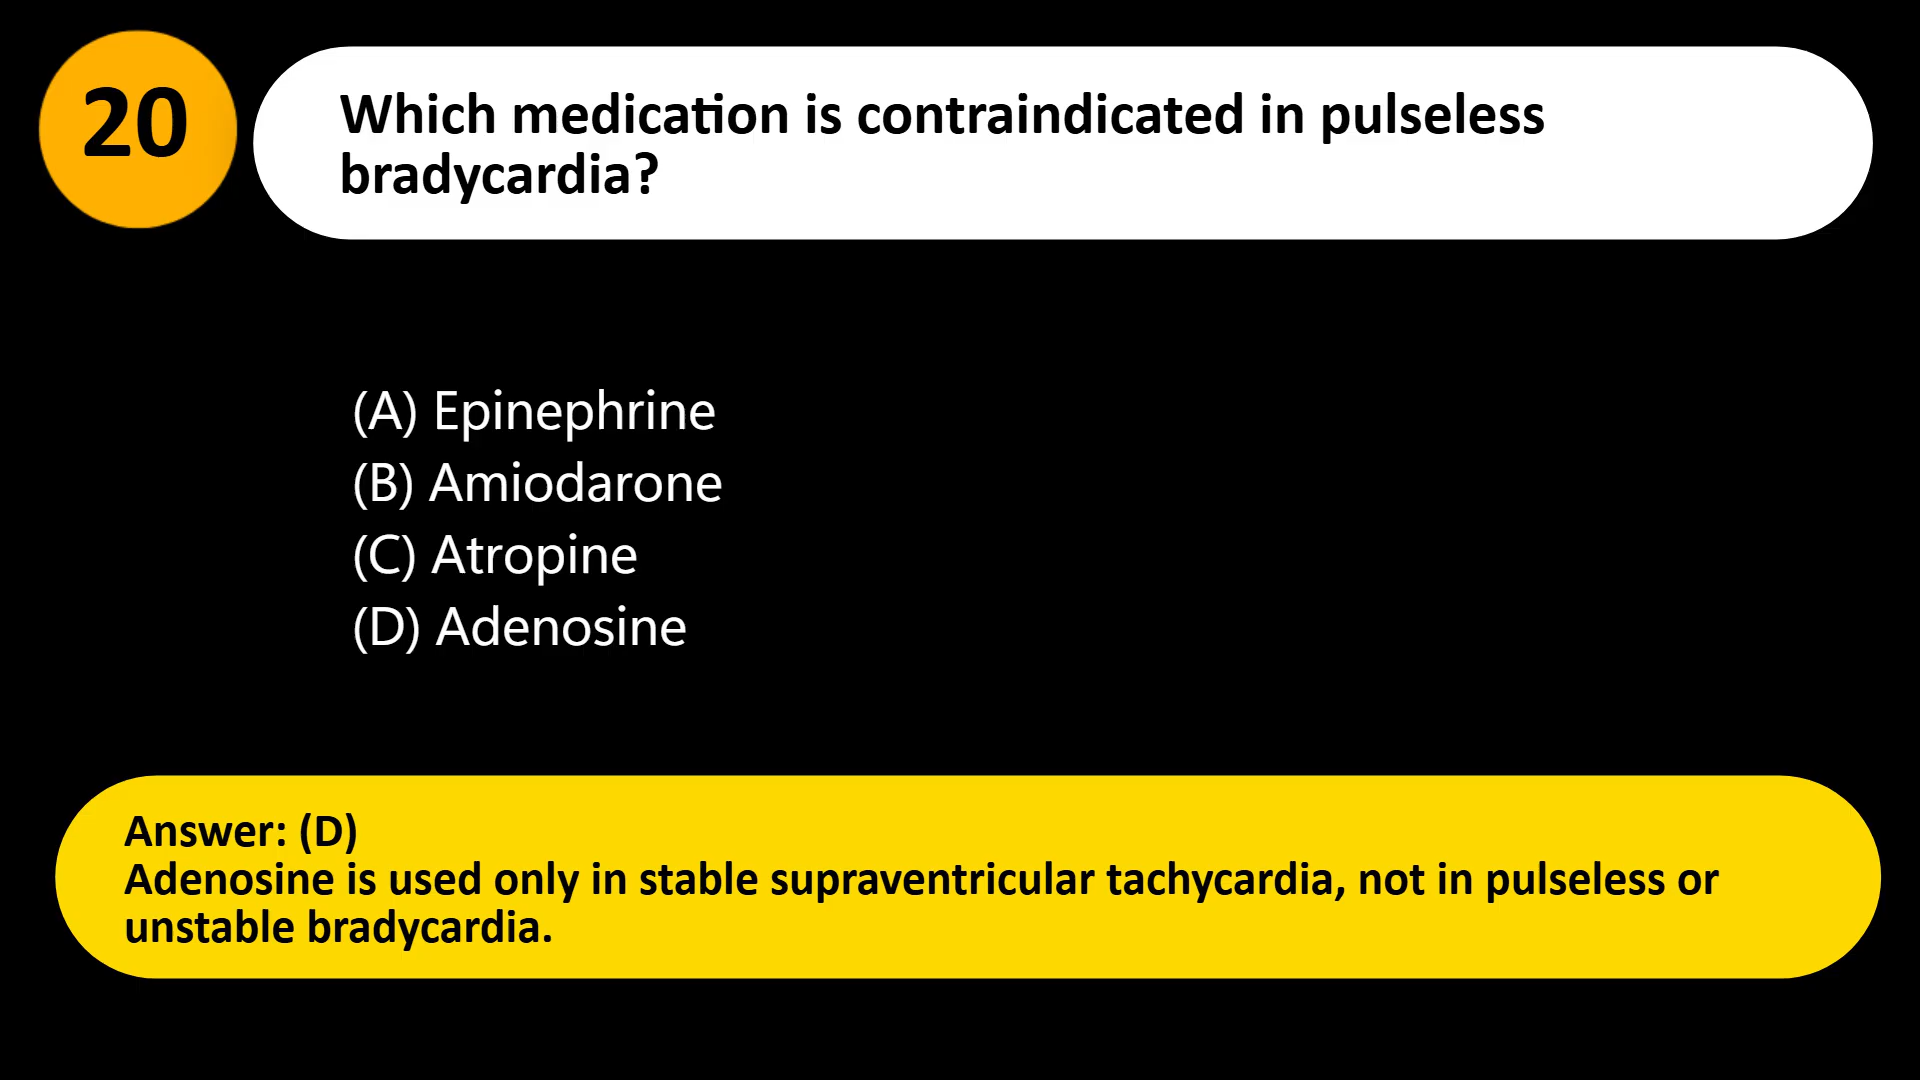 20
Which medication is contraindicated in pulseless
bradycardia?
(A) Epinephrine
(B) Amiodarone
(C) Atropine
(D) Adenosine
Answer: (D)
Adenosine is used only in stable supraventricular tachycardia, not in pulseless or
unstable bradycardia.